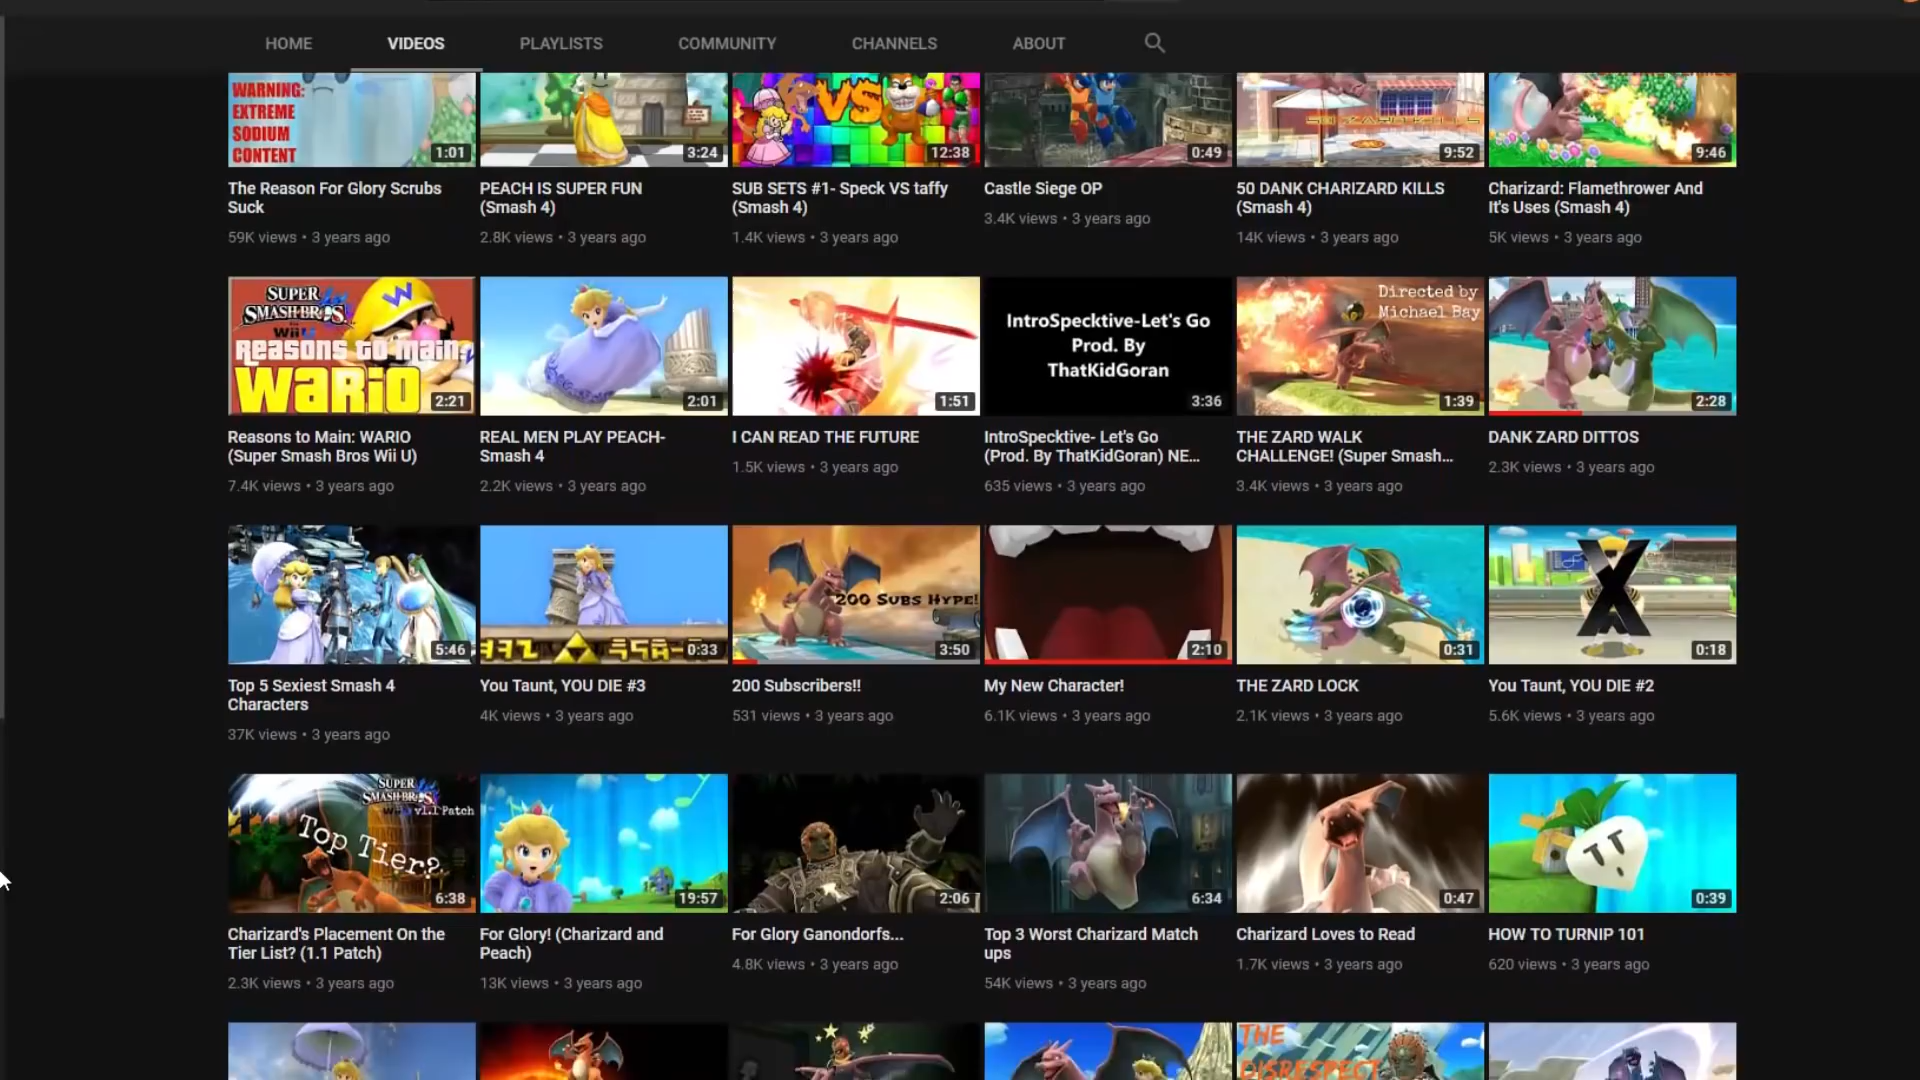 HOME VIDEOS PLAYLISTS COMMUNITY CHANNELS ABOUT
WARNING:
EXTREME
SODIUM
CONTENT
1:01
3:24
VS
12:38
0:49
50 ZARD KILLS
9:52
9:46
The Reason For Glory Scrubs
Suck
59K views • 3 years ago
PEACH IS SUPER FUN
(Smash 4)
2.8K views • 3 years ago
SUB SETS #1- Speck VS taffy
(Smash 4)
1.4K views • 3 years ago
Castle Siege OP
3.4K views • 3 years ago
50 DANK CHARIZARD KILLS
(Smash 4)
14K views • 3 years ago
Charizard: Flamethrower And
It's Uses (Smash 4)
5K views • 3 years ago
SUPER
SMASH BROS.
Wii U
Reasons to main:
WARIO
2:21
2:01
1:51
IntroSpecktive-Let's Go
Prod. By
ThatKidGoran
3:36
Directed by
Michael Bay
1:39
2:28
Reasons to Main: WARIO
(Super Smash Bros Wii U)
7.4K views • 3 years ago
REAL MEN PLAY PEACH-
Smash 4
2.2K views • 3 years ago
I CAN READ THE FUTURE
1.5K views • 3 years ago
IntroSpecktive- Let's Go
(Prod. By ThatKidGoran) NE...
635 views • 3 years ago
THE ZARD WALK
CHALLENGE! (Super Smash...
3.4K views • 3 years ago
DANK ZARD DITTOS
2.3K views • 3 years ago
5:46
0:33
200 SUBS HYPE!
3:50
2:10
0:31
X
0:18
Top 5 Sexiest Smash 4
Characters
37K views • 3 years ago
You Taunt, YOU DIE #3
4K views • 3 years ago
200 Subscribers!!
531 views • 3 years ago
My New Character!
6.1K views • 3 years ago
THE ZARD LOCK
2.1K views • 3 years ago
You Taunt, YOU DIE #2
5.6K views • 3 years ago
SUPER
SMASH BROS.
v1.1 Patch
Top Tier?
6:38
19:57
2:06
6:34
0:47
0:39
Charizard's Placement On the
Tier List? (1.1 Patch)
2.3K views • 3 years ago
For Glory! (Charizard and
Peach)
13K views • 3 years ago
For Glory Ganondorfs...
4.8K views • 3 years ago
Top 3 Worst Charizard Match
ups
54K views • 3 years ago
Charizard Loves to Read
1.7K views • 3 years ago
HOW TO TURNIP 101
620 views • 3 years ago
THE
DISRESPECT